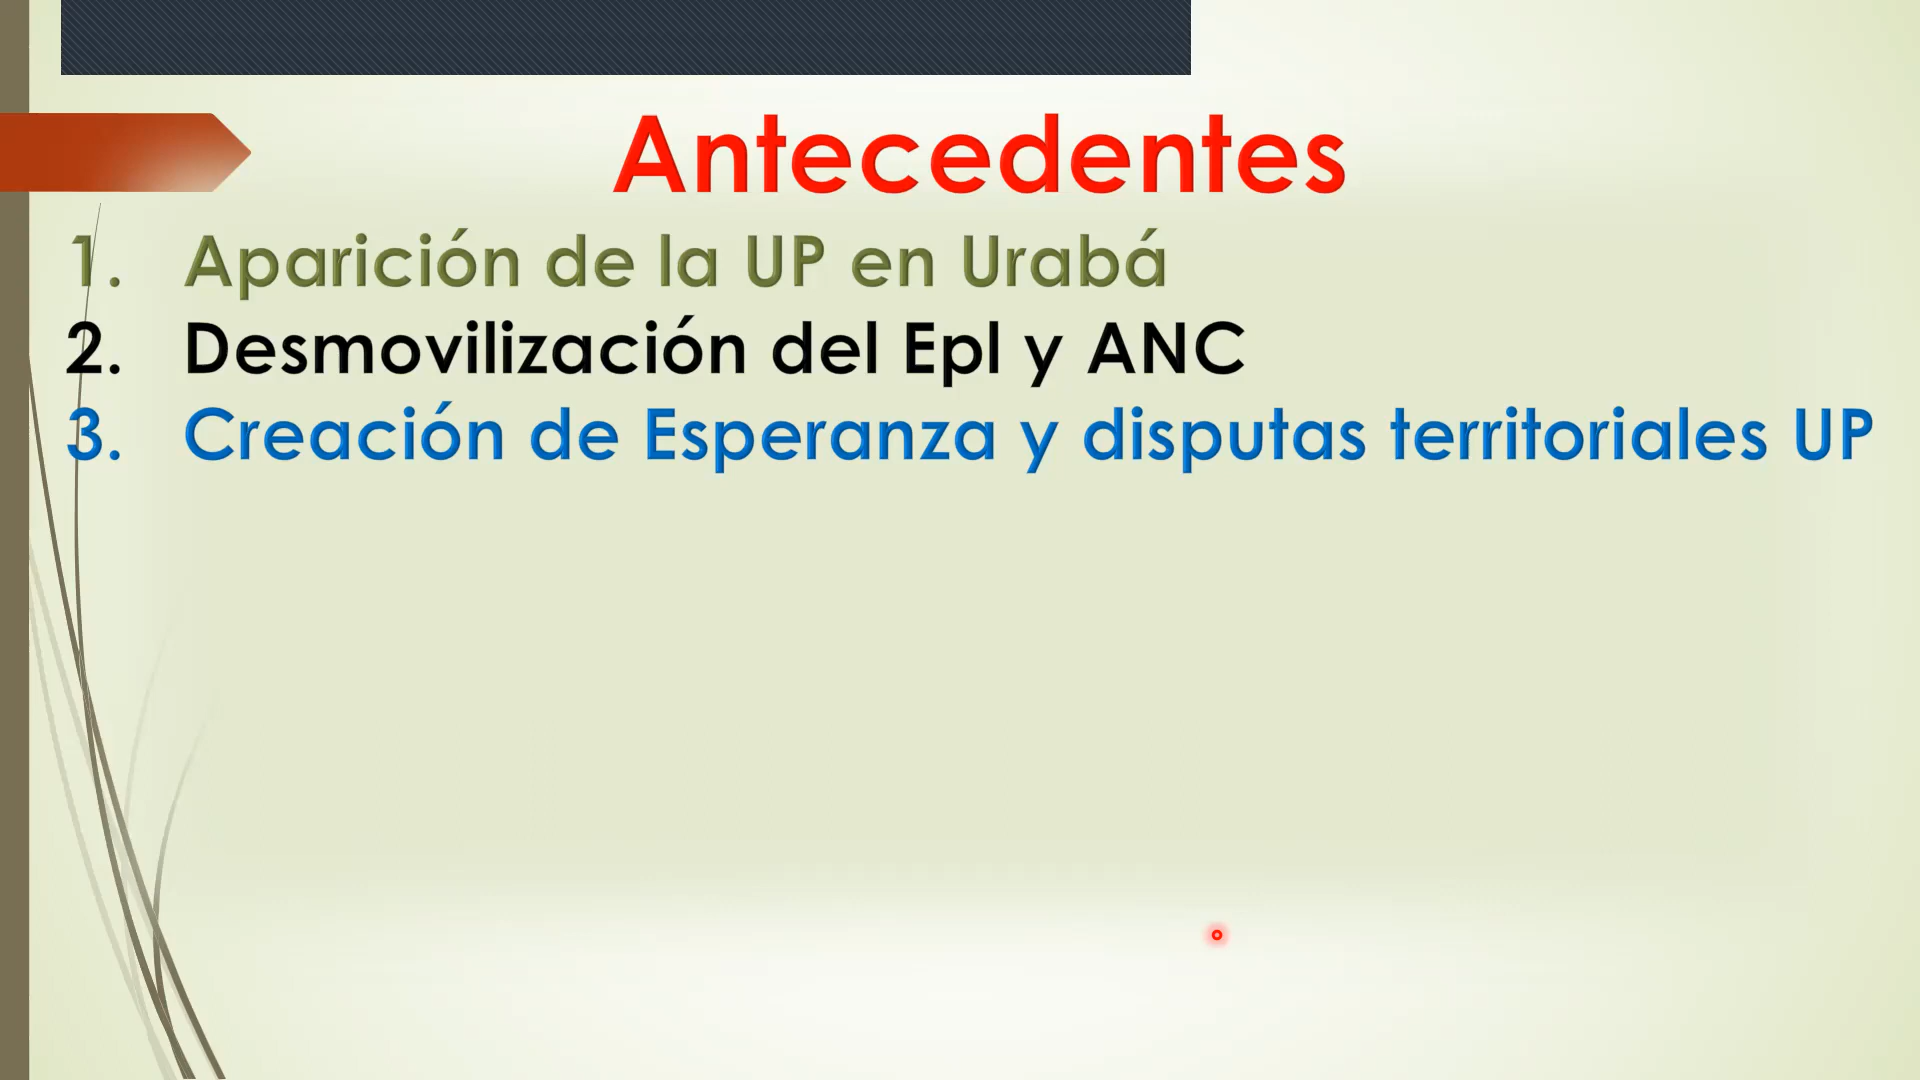 Antecedentes
1. Aparición de la UP en Urabá
2. Desmovilización del Epl y ANC
3. Creación de Esperanza y disputas territoriales UP